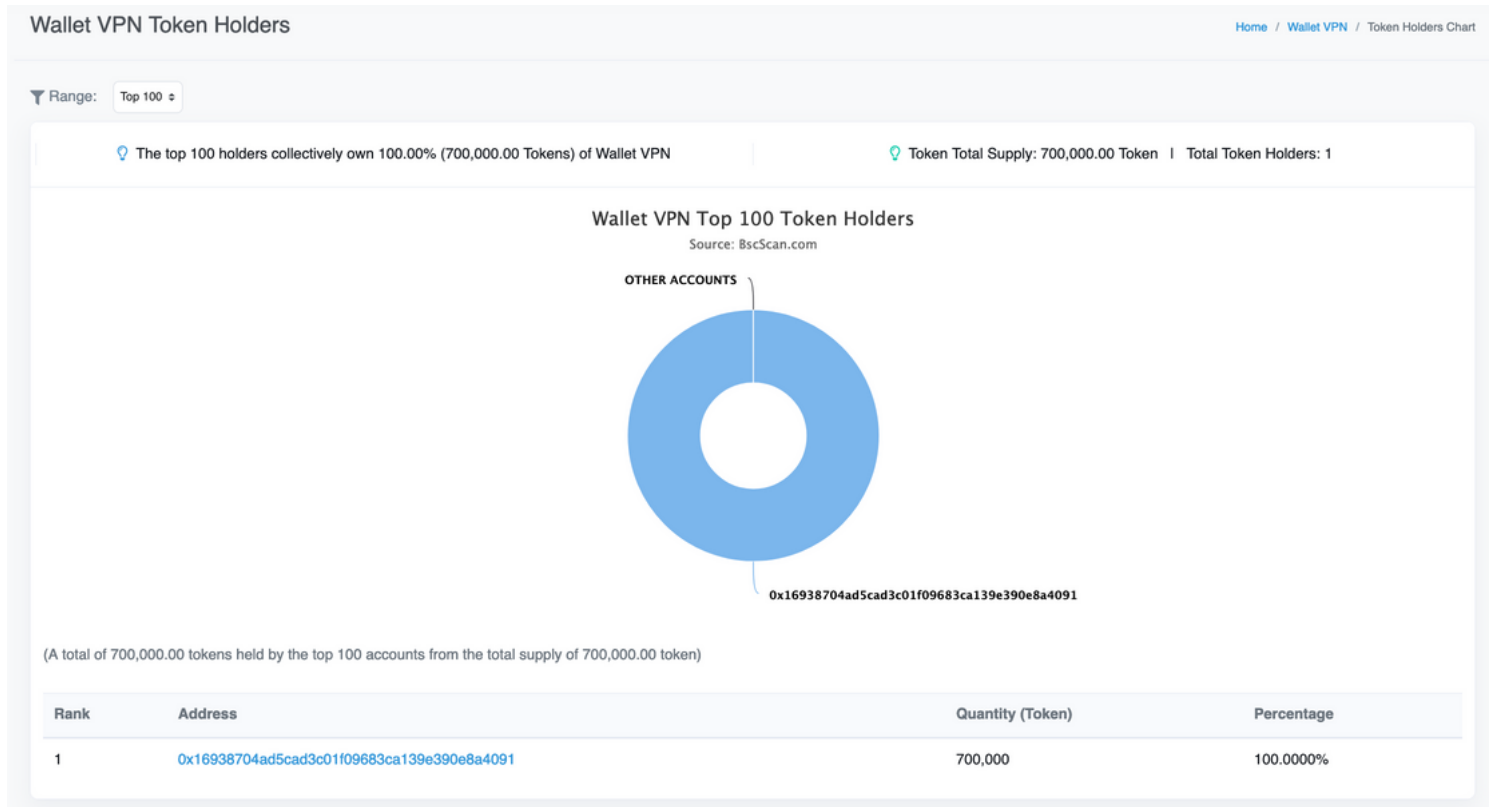 Wallet VPN Token Holders
Home / Wallet VPN / Token Holders Chart
Range: Top 100
The top 100 holders collectively own 100.00% (700,000.00 Tokens) of Wallet VPN
Token Total Supply: 700,000.00 Token | Total Token Holders: 1
Wallet VPN Top 100 Token Holders
Source: BscScan.com
OTHER ACCOUNTS
0x16938704ad5cad3c01f09683ca139e390e8a4091
(A total of 700,000.00 tokens held by the top 100 accounts from the total supply of 700,000.00 token)
Rank Address Quantity (Token) Percentage
1 0x16938704ad5cad3c01f09683ca139e390e8a4091 700,000 100.0000%